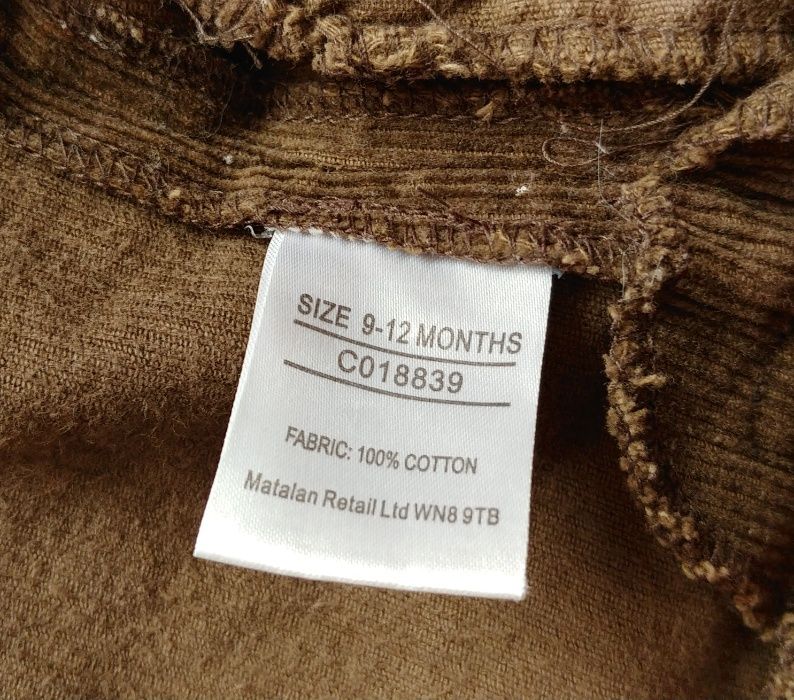 SIZE 9-12 MONTHS
C018839
FABRIC: 100% COTTON
Matalan Retail Ltd WN8 9TB